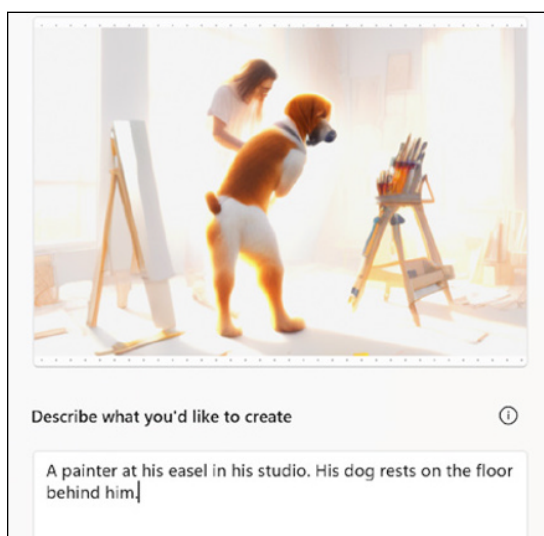 Describe what you'd like to create
A painter at his easel in his studio. His dog rests on the floor
behind him.